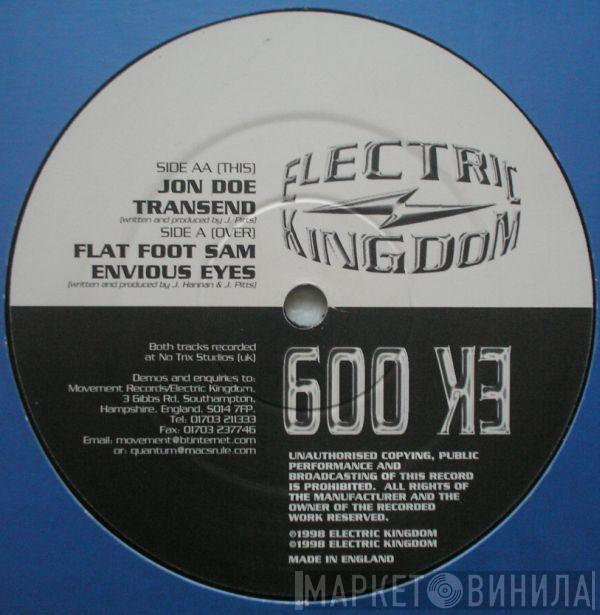 SIDE AA (THIS)
JON DOE
TRANSEND
(written and produced by J. Pitts)
SIDE A (OVER)
FLAT FOOT SAM
ENVIOUS EYES
(written and produced by J. Hannan & J. Pitts)
ELECTRIC
KINGDOM
Both tracks recorded
at No Trix Studios (uk)
Demos and enquiries to:
Movement Records/Electric Kingdom,
3 Gibbs Rd, Southampton,
Hampshire, England, SO14 7FP.
Tel: 01703 211333
Fax: 01703 237746
Email: movement@btinternet.com
or: quantum@macsrule.com
EK 009
UNAUTHORISED COPYING, PUBLIC
PERFORMANCE AND
BROADCASTING OF THIS RECORD
IS PROHIBITED. ALL RIGHTS OF
THE MANUFACTURER AND THE
OWNER OF THE RECORDED
WORK RESERVED.
©1998 ELECTRIC KINGDOM
©1998 ELECTRIC KINGDOM
MADE IN ENGLAND
МАРКЕТ ВИНИЛА